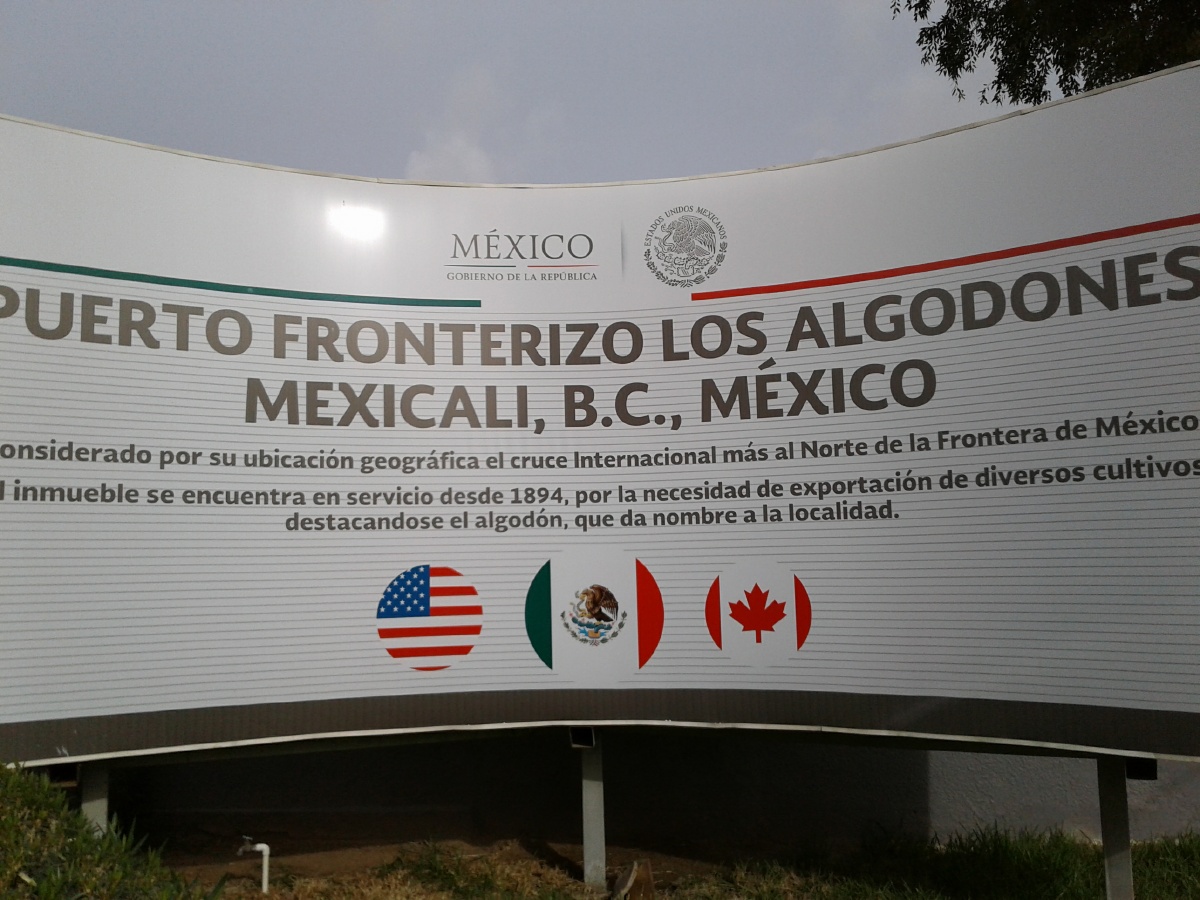 MÉXICO
GOBIERNO DE LA REPÚBLICA
ESTADOS UNIDOS MEXICANOS
PUERTO FRONTERIZO LOS ALGODONES
MEXICALI, B.C., MÉXICO
onsiderado por su ubicación geográfica el cruce Internacional más al Norte de la Frontera de México
l inmueble se encuentra en servicio desde 1894, por la necesidad de exportación de diversos cultivos
destacandose el algodón, que da nombre a la localidad.